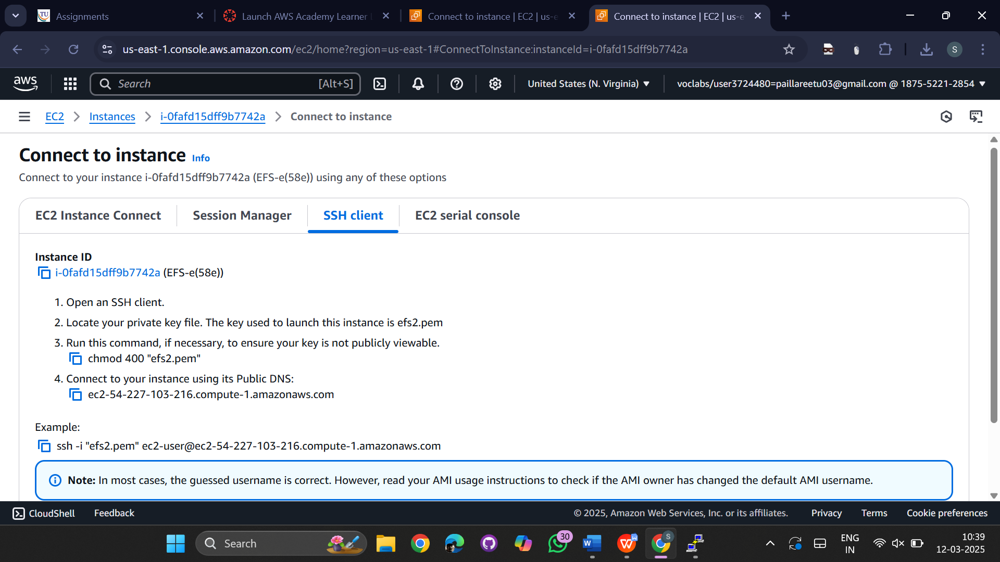 Assignments
Launch AWS Academy Learner
Connect to instance | EC2 | us-e
Connect to instance | EC2 | us-e
us-east-1.console.aws.amazon.com/ec2/home?region=us-east-1#ConnectToInstance:instanceId=i-0fafd15dff9b7742a
S
aws
Search
[Alt+S]
United States (N. Virginia)
voclabs/user3724480=paillareetu03@gmail.com @ 1875-5221-2854
EC2
Instances
i-0fafd15dff9b7742a
Connect to instance
Connect to instance Info
Connect to your instance i-0fafd15dff9b7742a (EFS-e(58e)) using any of these options
EC2 Instance Connect
Session Manager
SSH client
EC2 serial console
Instance ID
i-0fafd15dff9b7742a (EFS-e(58e))
1. Open an SSH client.
2. Locate your private key file. The key used to launch this instance is efs2.pem
3. Run this command, if necessary, to ensure your key is not publicly viewable.
chmod 400 "efs2.pem"
4. Connect to your instance using its Public DNS:
ec2-54-227-103-216.compute-1.amazonaws.com
Example:
ssh -i "efs2.pem" ec2-user@ec2-54-227-103-216.compute-1.amazonaws.com
Note: In most cases, the guessed username is correct. However, read your AMI usage instructions to check if the AMI owner has changed the default AMI username.
CloudShell
Feedback
© 2025, Amazon Web Services, Inc. or its affiliates.
Privacy
Terms
Cookie preferences
Search
30
ENG
IN
10:39
12-03-2025